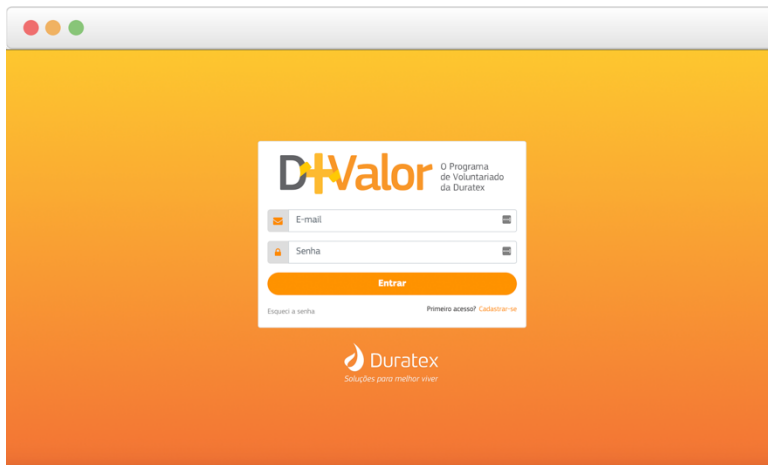 D+Valor
O Programa
de Voluntariado
da Duratex
E-mail
Senha
Entrar
Esqueci a senha
Primeiro acesso? Cadastrar-se
Duratex
Soluções para melhor viver